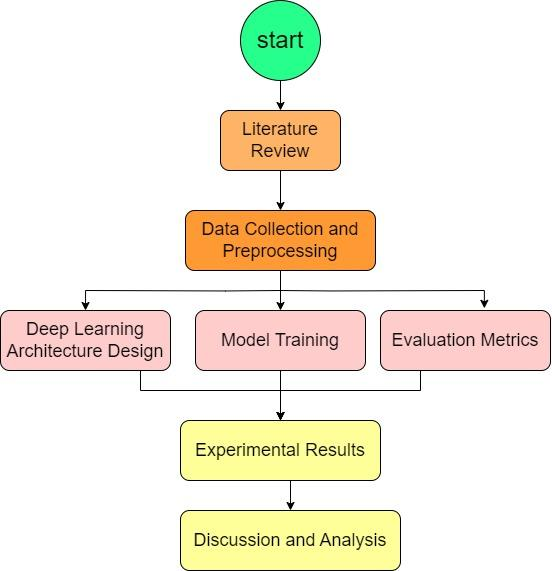 start
Literature
Review
Data Collection and
Preprocessing
Deep Learning
Architecture Design
Model Training
Evaluation Metrics
Experimental Results
Discussion and Analysis